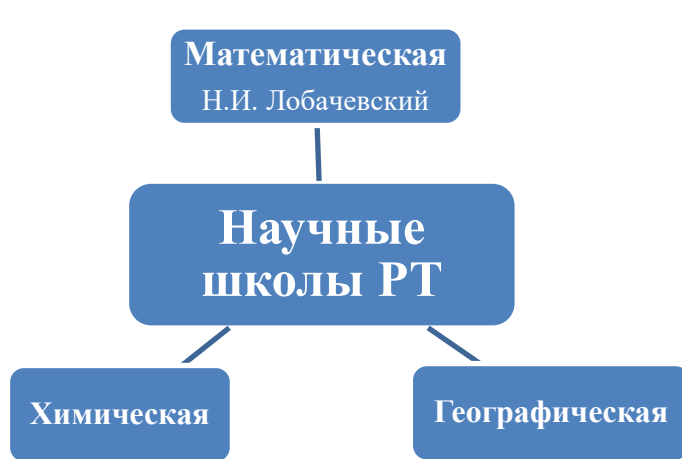 Математическая
Н.И. Лобачевский
Научные
школы РТ
Химическая
Географическая